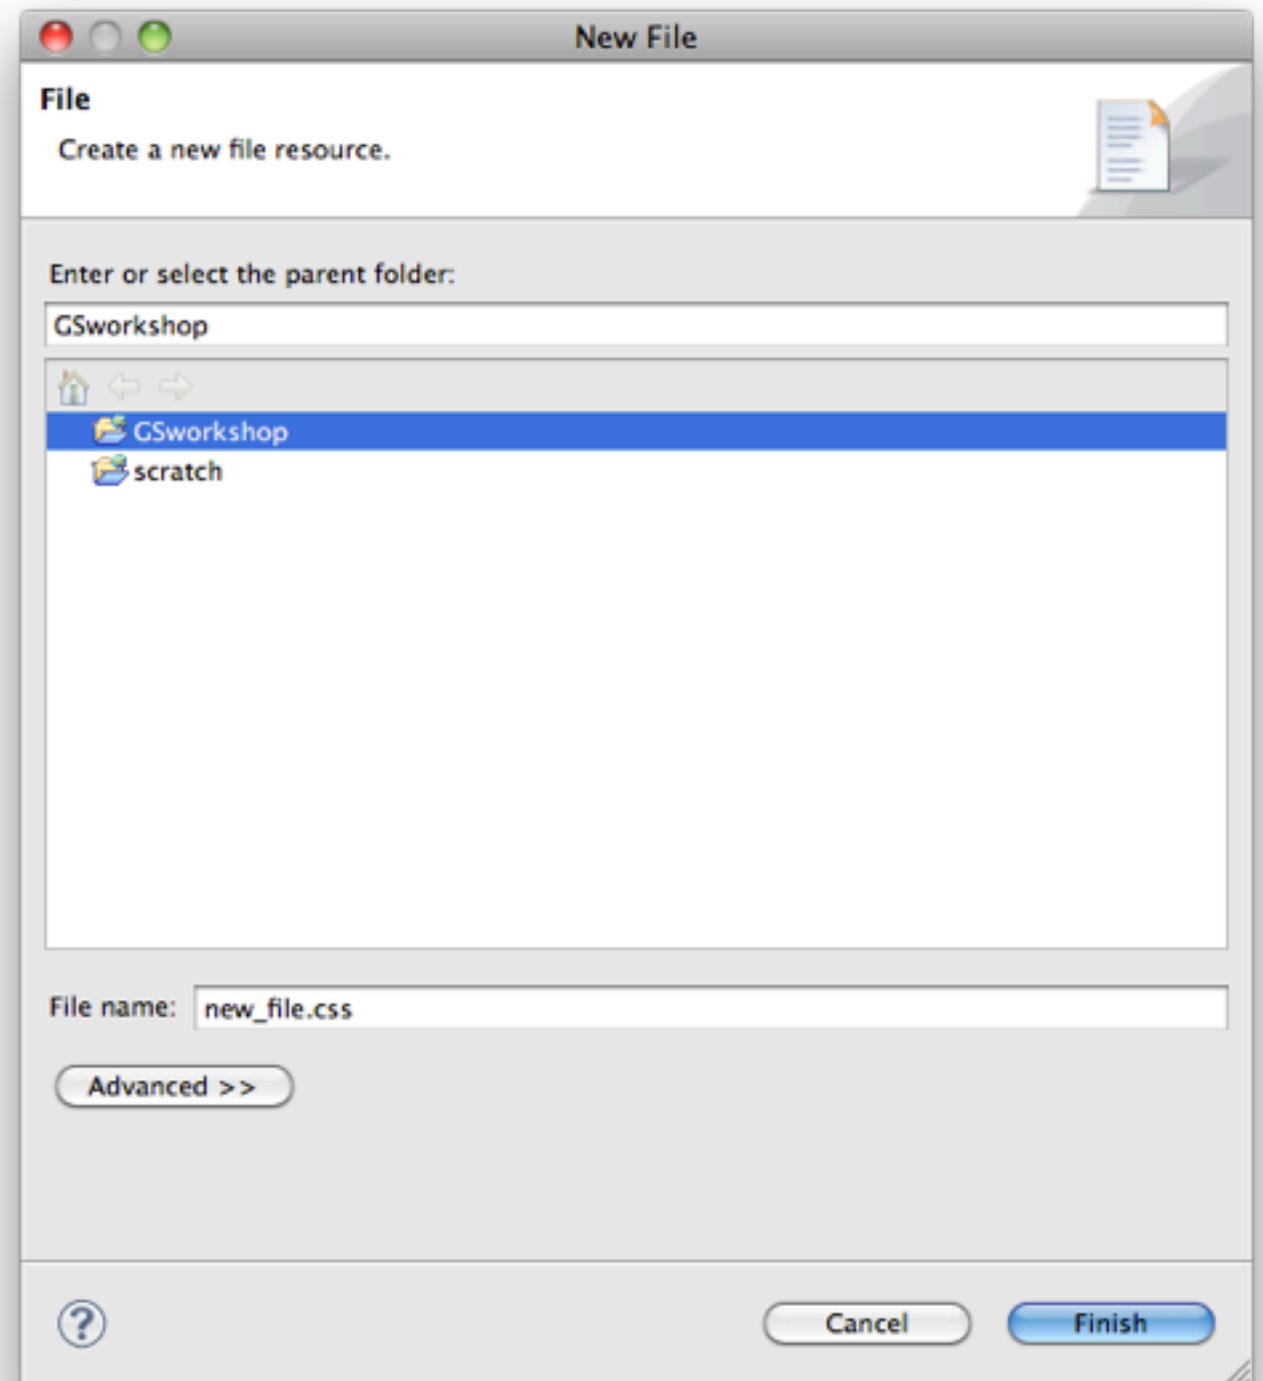 New File
File
Create a new file resource.
Enter or select the parent folder:
GSworkshop
GSworkshop
scratch
File name: new_file.css
Advanced >>
? Cancel Finish